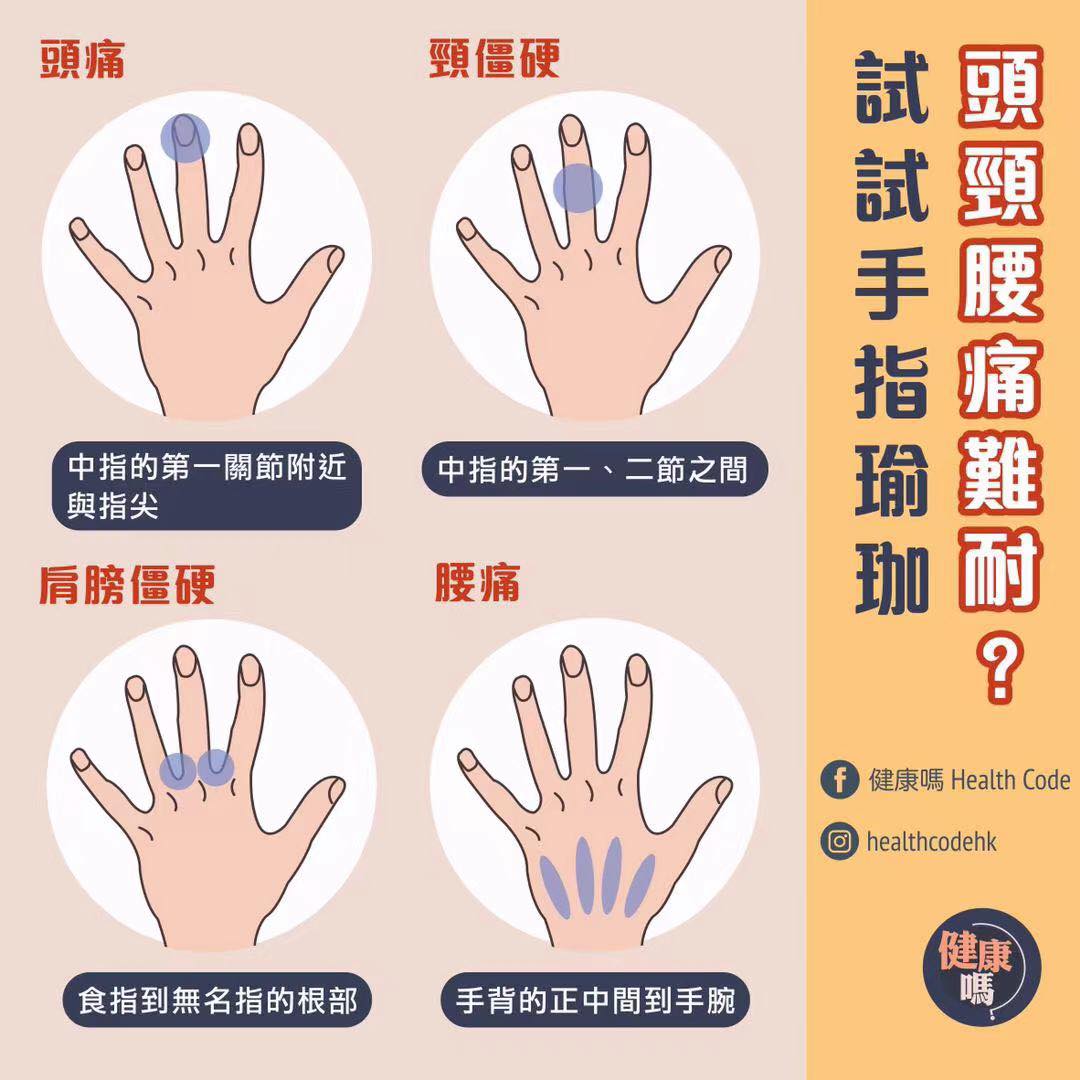 頭痛
中指的第一關節附近
與指尖
頸僵硬
中指的第一、二節之間
肩膀僵硬
食指到無名指的根部
腰痛
手背的正中間到手腕
頭頸腰痛難耐?
試試手指瑜珈
健康嗎 Health Code
healthcodehk
健康
嗎?